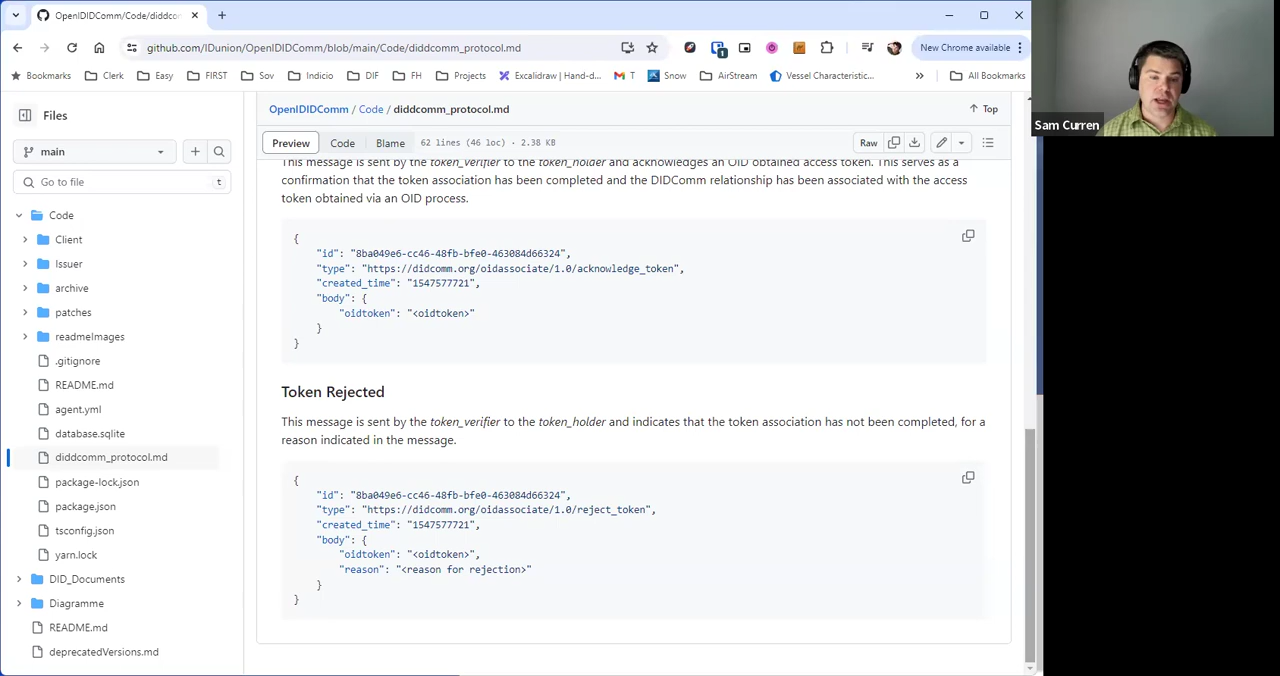 OpenIDIDComm/Code/diddcom
github.com/IDunion/OpenIDIDComm/blob/main/Code/diddcomm_protocol.md
1
New Chrome available
Bookmarks
Clerk
Easy
FIRST
Sov
Indicio
DIF
FH
Projects
Excalidraw | Hand-d...
T
Snow
AirStream
Vessel Characteristic...
»
All Bookmarks
Sam Curren
Files
main
Go to file
t
Code
Client
Issuer
archive
patches
readmeImages
.gitignore
README.md
agent.yml
database.sqlite
diddcomm_protocol.md
package-lock.json
package.json
tsconfig.json
yarn.lock
DID_Documents
Diagramme
README.md
deprecatedVersions.md
OpenIDIDComm / Code / diddcomm_protocol.md
Top
Preview
Code
Blame
62 lines (46 loc) · 2.38 KB
Raw
This message is sent by the token_verifier to the token_holder and acknowledges an OID obtained access token. This serves as a
confirmation that the token association has been completed and the DIDComm relationship has been associated with the access
token obtained via an OID process.
{
"id": "8ba049e6-cc46-48fb-bfe0-463084d66324",
"type": "https://didcomm.org/oidassociate/1.0/acknowledge_token",
"created_time": "1547577721",
"body": {
"oidtoken": "<oidtoken>"
}
}
Token Rejected
This message is sent by the token_verifier to the token_holder and indicates that the token association has not been completed, for a
reason indicated in the message.
{
"id": "8ba049e6-cc46-48fb-bfe0-463084d66324",
"type": "https://didcomm.org/oidassociate/1.0/reject_token",
"created_time": "1547577721",
"body": {
"oidtoken": "<oidtoken>",
"reason": "<reason for rejection>"
}
}